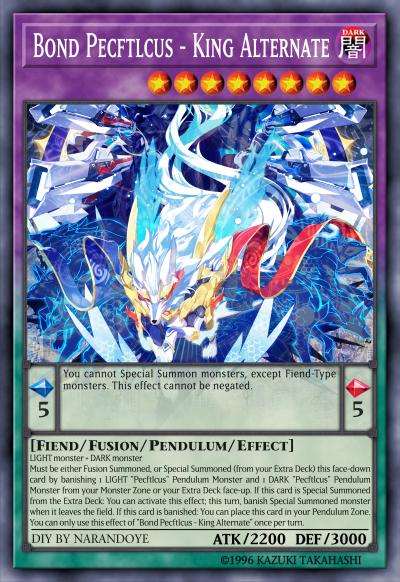 Bond Pecftlcus - King Alternate
DARK
闇
You cannot Special Summon monsters, except Fiend-Type
monsters. This effect cannot be negated.
5
5
[Fiend/Fusion/Pendulum/Effect]
LIGHT monster + DARK monster
Must be either Fusion Summoned, or Special Summoned (from your Extra Deck) this face-down
card by banishing 1 LIGHT "Pecftlcus" Pendulum Monster and 1 DARK "Pecftlcus" Pendulum
Monster from your Monster Zone or your Extra Deck face-up. If this card is Special Summoned
from the Extra Deck: You can activate this effect; this turn, banish Special Summoned monster
when it leaves the field. If this card is banished: You can place this card in your Pendulum Zone.
You can only use this effect of "Bond Pecftlcus - King Alternate" once per turn.
DIY BY NARANDOYE
ATK/2200 DEF/3000
©1996 KAZUKI TAKAHASHI